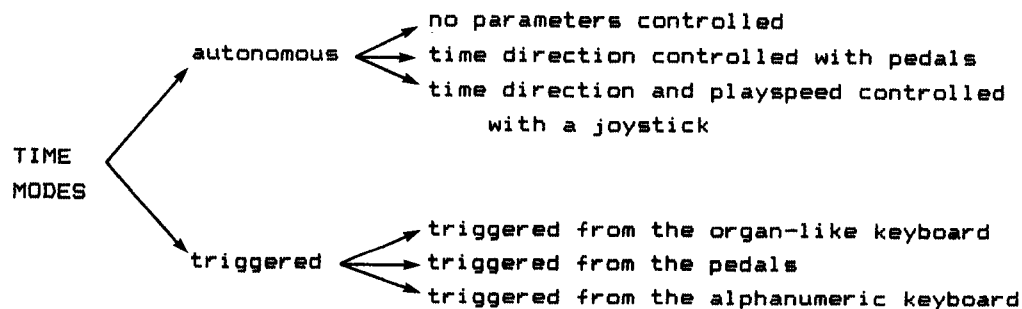 no parameters controlled
autonomous
time direction controlled with pedals
time direction and playspeed controlled
with a joystick
TIME
MODES
triggered from the organ-like keyboard
triggered
triggered from the pedals
triggered from the alphanumeric keyboard